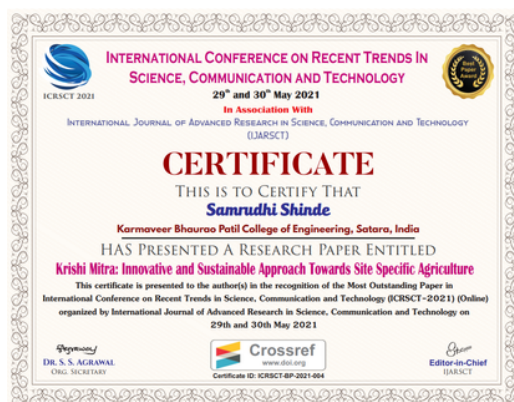 INTERNATIONAL CONFERENCE ON RECENT TRENDS IN
SCIENCE, COMMUNICATION AND TECHNOLOGY
ICRSCT 2021
Best
Paper
Award
29th and 30th May 2021
In Association With
INTERNATIONAL JOURNAL OF ADVANCED RESEARCH IN SCIENCE, COMMUNICATION AND TECHNOLOGY
(IJARSCT)
CERTIFICATE
THIS IS TO CERTIFY THAT
Samrudhi Shinde
Karmaveer Bhaurao Patil College of Engineering, Satara, India
HAS PRESENTED A RESEARCH PAPER ENTITLED
Krishi Mitra: Innovative and Sustainable Approach Towards Site Specific Agriculture
This certificate is presented to the author(s) in the recognition of the Most Outstanding Paper in
International Conference on Recent Trends in Science, Communication and Technology (ICRSCT-2021) (Online)
organized by International Journal of Advanced Research in Science, Communication and Technology on
29th and 30th May 2021
DR. S. S. AGRAWAL
ORG. SECRETARY
Crossref
www.doi.org
Certificate ID: ICRSCT-BP-2021-004
Editor-in-Chief
IJARSCT